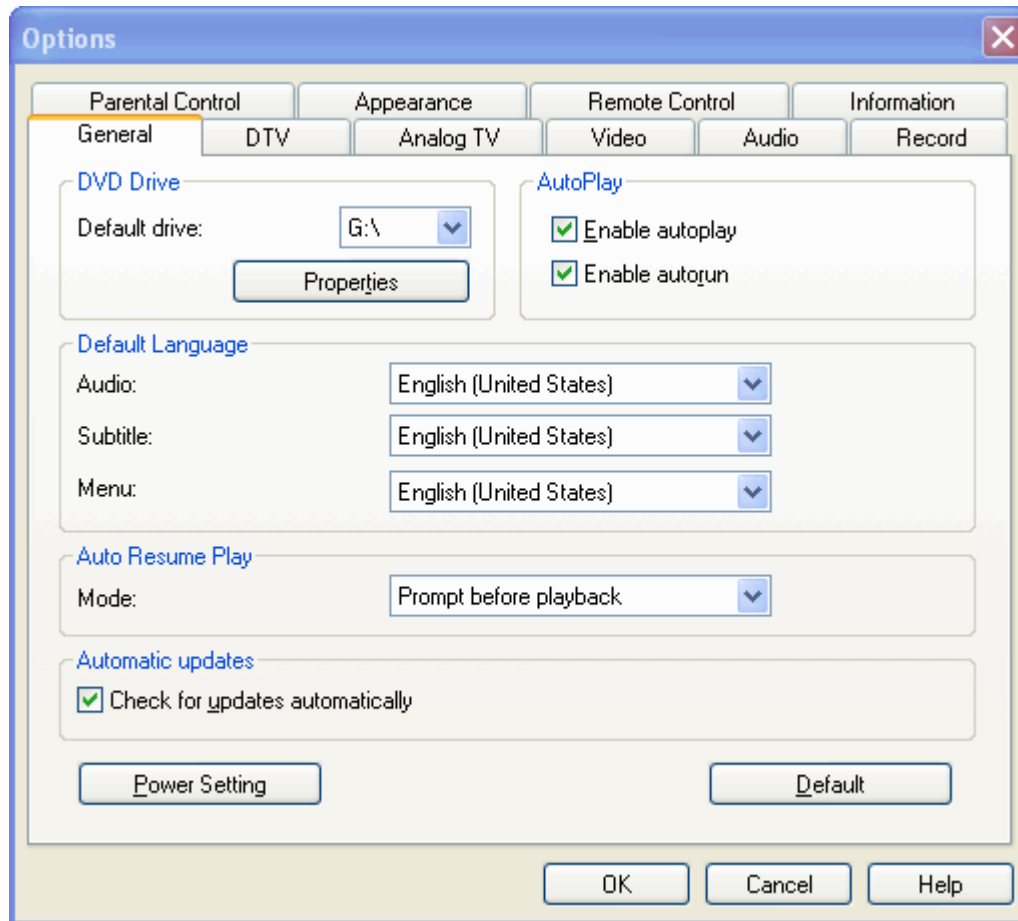 Options
Parental Control Appearance Remote Control Information
General DTV Analog TV Video Audio Record
DVD Drive
Default drive: G:\
Properties
AutoPlay
Enable autoplay
Enable autorun
Default Language
Audio: English (United States)
Subtitle: English (United States)
Menu: English (United States)
Auto Resume Play
Mode: Prompt before playback
Automatic updates
Check for updates automatically
Power Setting Default
OK Cancel Help